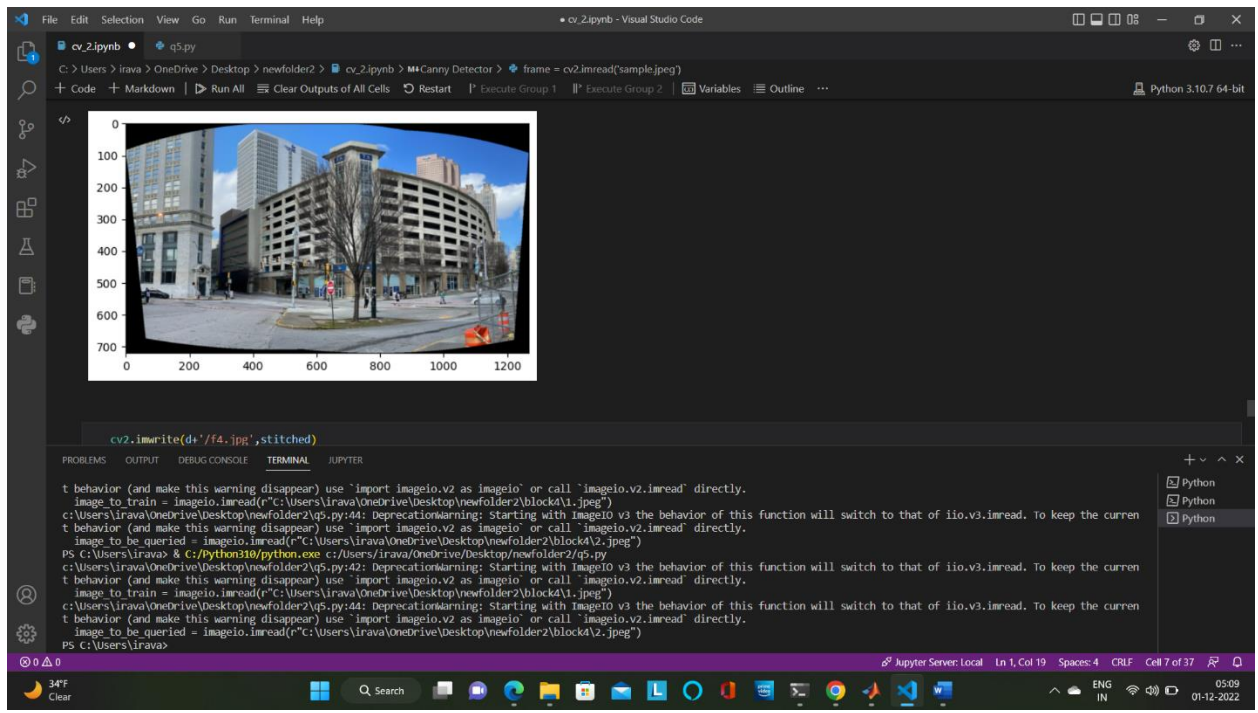 File Edit Selection View Go Run Terminal Help
● cv_2.ipynb - Visual Studio Code
cv_2.ipynb ● q5.py
C: > Users > irava > OneDrive > Desktop > newfolder2 > cv_2.ipynb > M↓Canny Detector > frame = cv2.imread('sample.jpeg')
+ Code + Markdown | Run All Clear Outputs of All Cells Restart | Execute Group 1 Execute Group 2 | Variables Outline ...
Python 3.10.7 64-bit
0
100
200
300
400
500
600
700
0 200 400 600 800 1000 1200
cv2.imwrite(d+'/f4.jpg',stitched)
PROBLEMS OUTPUT DEBUG CONSOLE TERMINAL JUPYTER
t behavior (and make this warning disappear) use `import imageio.v2 as imageio` or call `imageio.v2.imread` directly.
image_to_train = imageio.imread(r"C:\Users\irava\OneDrive\Desktop\newfolder2\block4\1.jpeg")
c:\Users\irava\OneDrive\Desktop\newfolder2\q5.py:44: DeprecationWarning: Starting with ImageIO v3 the behavior of this function will switch to that of iio.v3.imread. To keep the curren
t behavior (and make this warning disappear) use `import imageio.v2 as imageio` or call `imageio.v2.imread` directly.
image_to_be_queried = imageio.imread(r"C:\Users\irava\OneDrive\Desktop\newfolder2\block4\2.jpeg")
PS C:\Users\irava> & C:/Python310/python.exe c:/Users/irava/OneDrive/Desktop/newfolder2/q5.py
c:\Users\irava\OneDrive\Desktop\newfolder2\q5.py:42: DeprecationWarning: Starting with ImageIO v3 the behavior of this function will switch to that of iio.v3.imread. To keep the curren
t behavior (and make this warning disappear) use `import imageio.v2 as imageio` or call `imageio.v2.imread` directly.
image_to_train = imageio.imread(r"C:\Users\irava\OneDrive\Desktop\newfolder2\block4\1.jpeg")
c:\Users\irava\OneDrive\Desktop\newfolder2\q5.py:44: DeprecationWarning: Starting with ImageIO v3 the behavior of this function will switch to that of iio.v3.imread. To keep the curren
t behavior (and make this warning disappear) use `import imageio.v2 as imageio` or call `imageio.v2.imread` directly.
image_to_be_queried = imageio.imread(r"C:\Users\irava\OneDrive\Desktop\newfolder2\block4\2.jpeg")
PS C:\Users\irava>
Python
Python
Python
0 0
Jupyter Server: Local Ln 1, Col 19 Spaces: 4 CRLF Cell 7 of 37
34°F
Clear
Search
ENG
IN
05:09
01-12-2022